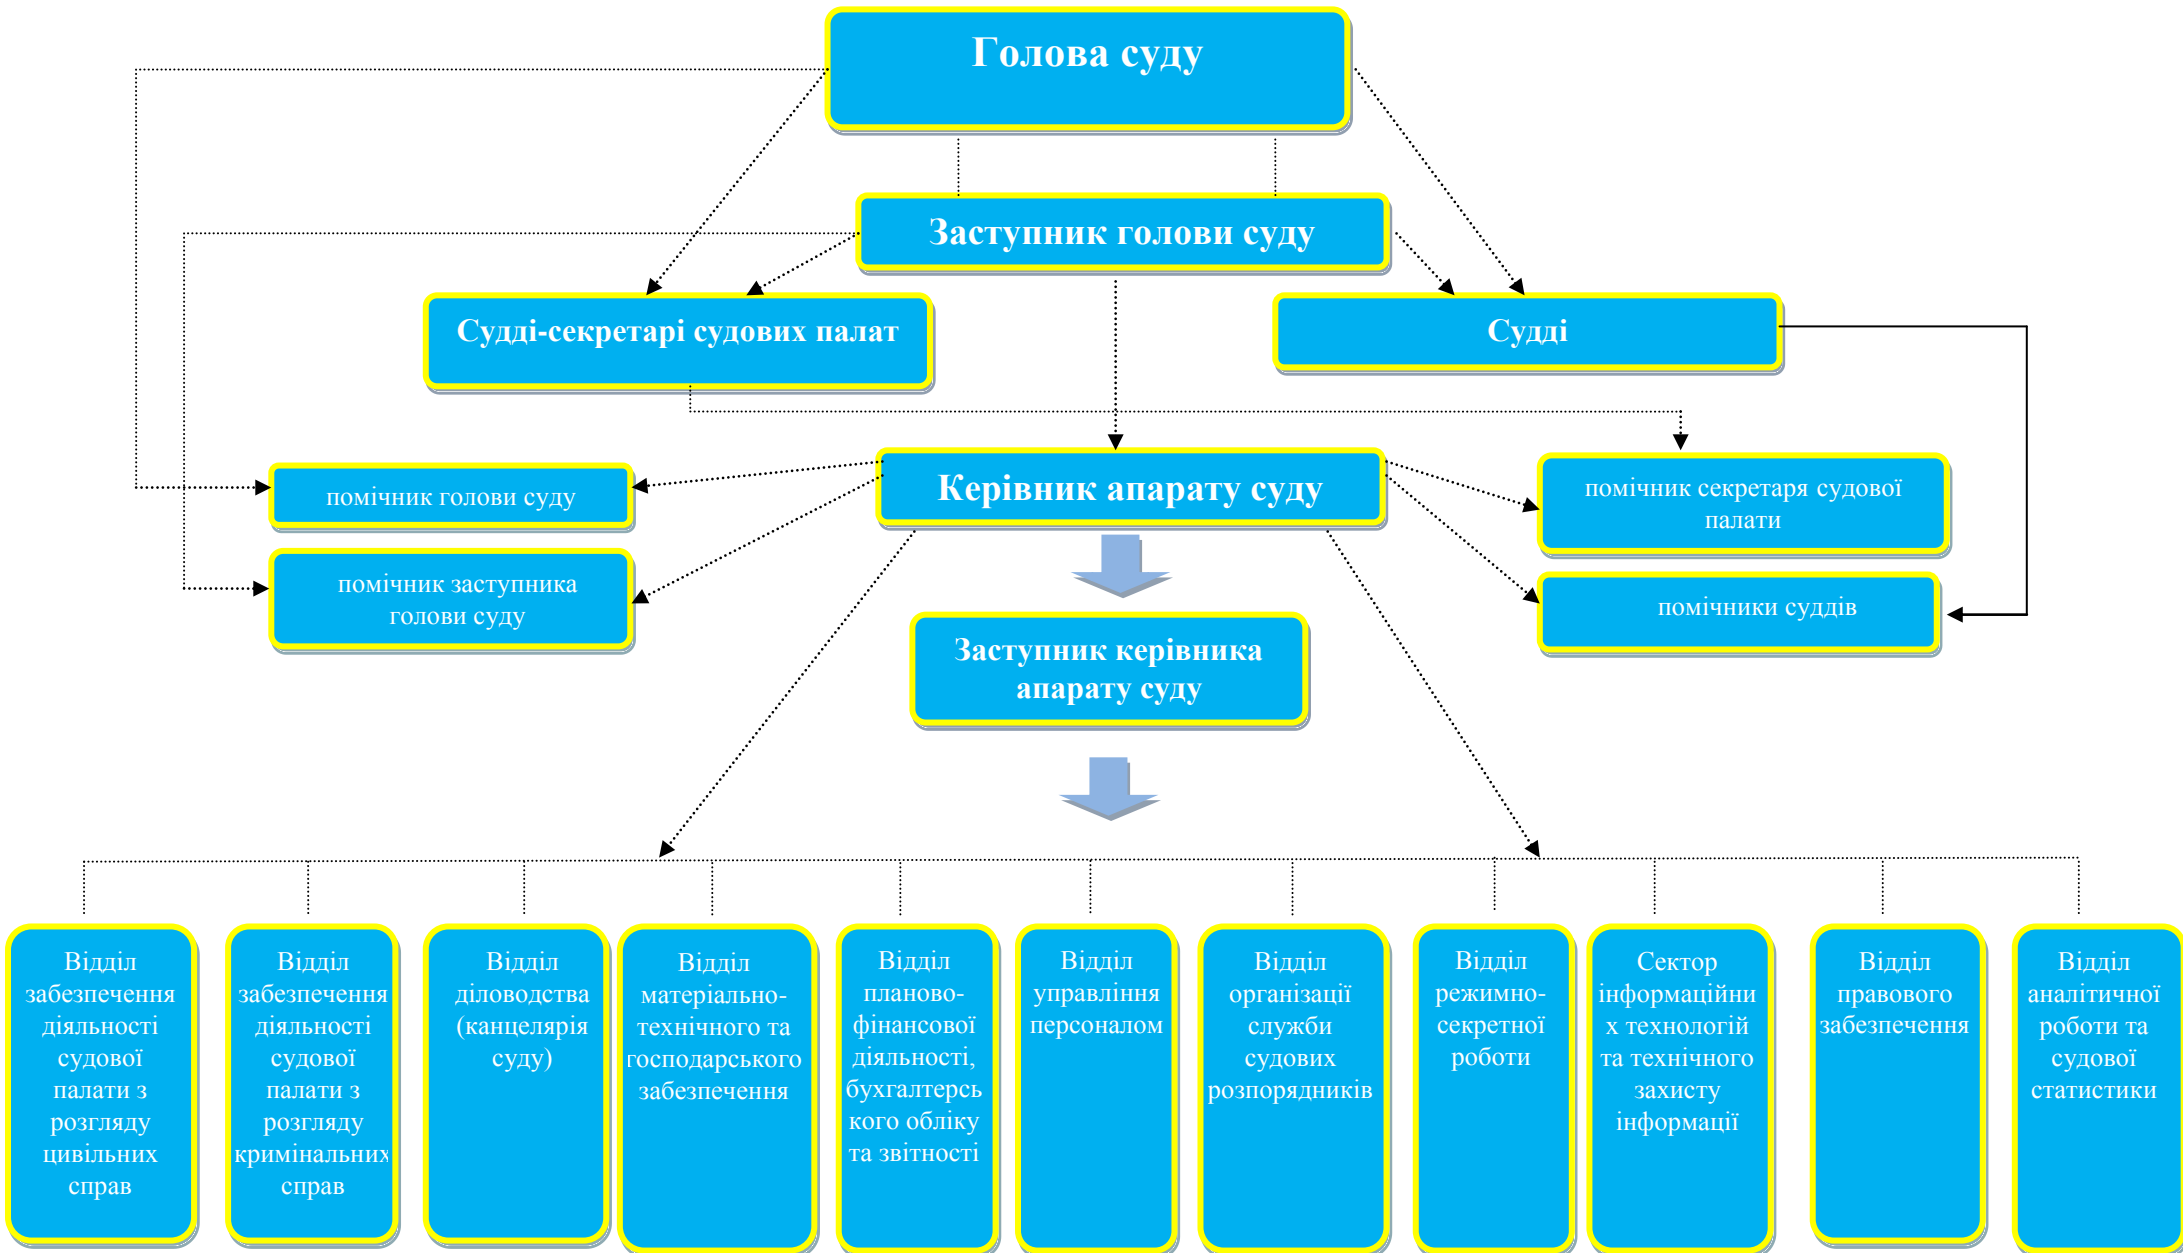 Голова суду
Заступник голови суду
Судді-секретарі судових палат
Судді
помічник голови суду
Керівник апарату суду
помічник секретаря судової
палати
помічник заступника
голови суду
помічники суддів
Заступник керівника
апарату суду
Відділ
забезпечення
діяльності
судової
палати з
розгляду
цивільних
справ
Відділ
забезпечення
діяльності
судової
палати з
розгляду
кримінальних
справ
Відділ
діловодства
(канцелярія
суду)
Відділ
матеріально-
технічного та
господарського
забезпечення
Відділ
планово-
фінансової
діяльності,
бухгалтерсь
кого обліку
та звітності
Відділ
управління
персоналом
Відділ
організації
служби
судових
розпорядників
Відділ
режимно-
секретної
роботи
Сектор
інформаційни
х технологій
та технічного
захисту
інформації
Відділ
правового
забезпечення
Відділ
аналітичної
роботи та
судової
статистики